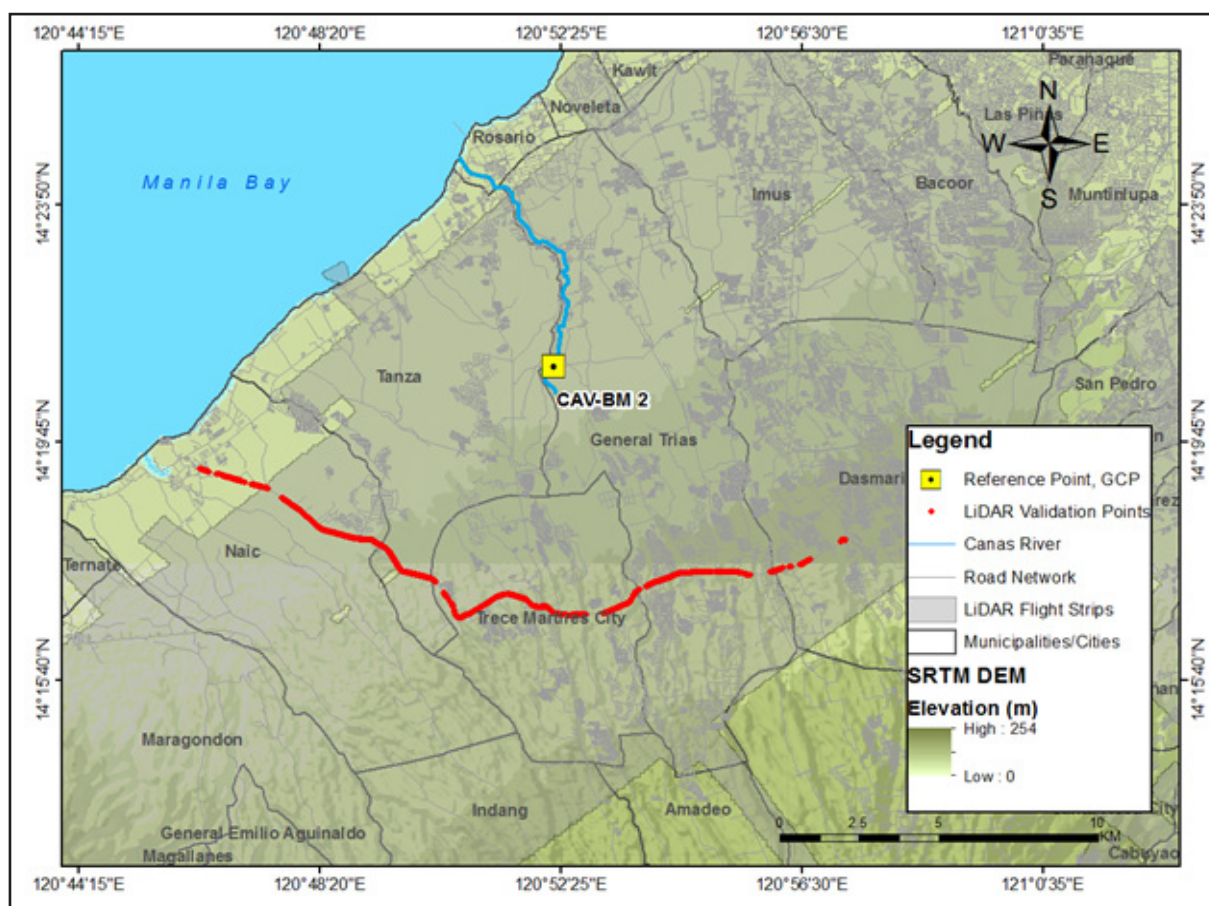 120°44'15"E 120°48'20"E 120°52'25"E 120°56'30"E 121°0'35"E
Kawit
Paranaque
Noveleta
N
Las Piñas
Rosario
W E
S
Manila Bay
Imus
Bacoor
Muntinlupa
14°23'50"N 14°23'50"N
Tanza
San Pedro
CAV-BM 2
General Trias
14°19'45"N 14°19'45"N
Dasmari
Naic
Ternate
Trece Martires City
14°15'40"N 14°15'40"N
Maragondon
Indang
Amadeo
General Emilio Aguinaldo
Magallanes
Cabuyao
City
Legend
Reference Point, GCP
LiDAR Validation Points
Canas River
Road Network
LiDAR Flight Strips
Municipalities/Cities
SRTM DEM
Elevation (m)
High : 254
Low : 0
0 2.5 5 10
KM
120°44'15"E 120°48'20"E 120°52'25"E 120°56'30"E 121°0'35"E